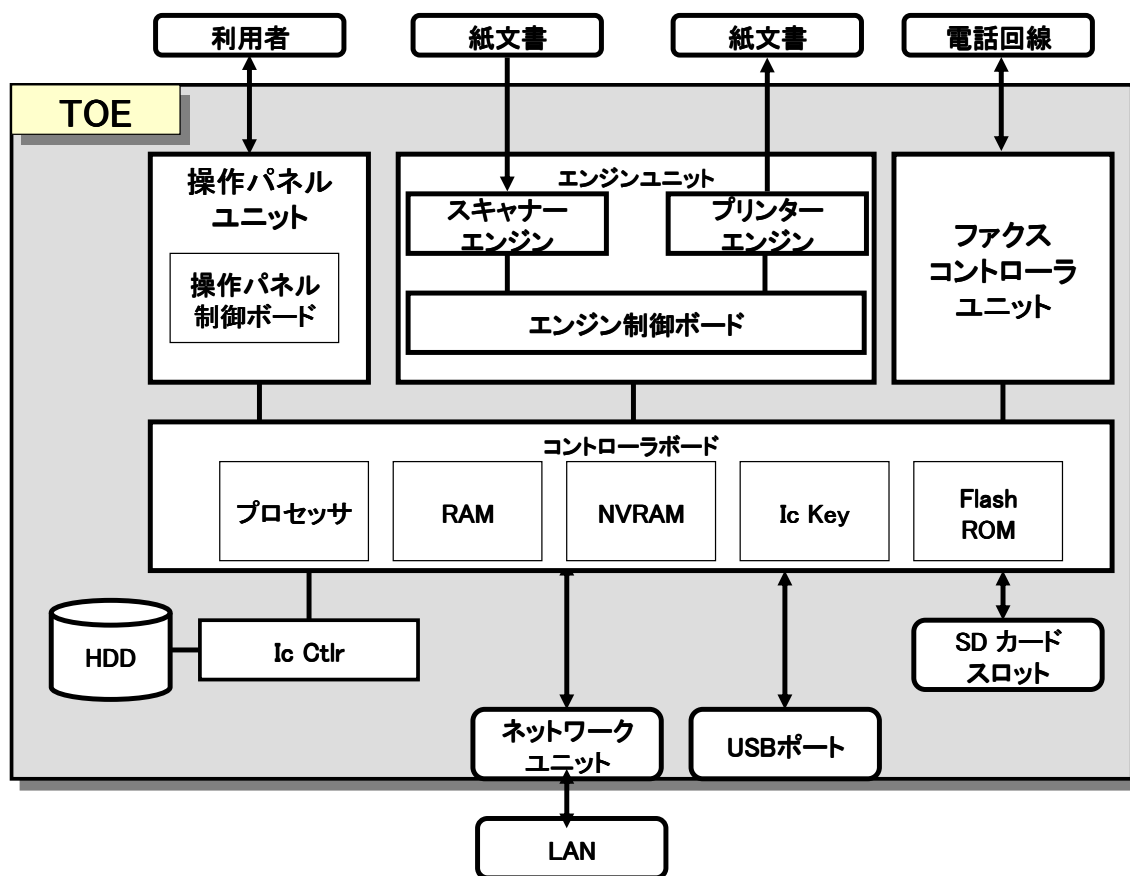 利用者
紙文書
紙文書
電話回線
TOE
操作パネル
ユニット
操作パネル
制御ボード
エンジンユニット
スキャナー
エンジン
プリンター
エンジン
エンジン制御ボード
ファクス
コントローラ
ユニット
コントローラボード
プロセッサ
RAM
NVRAM
Ic Key
Flash
ROM
HDD
Ic Ctlr
SD カード
スロット
ネットワーク
ユニット
USBポート
LAN